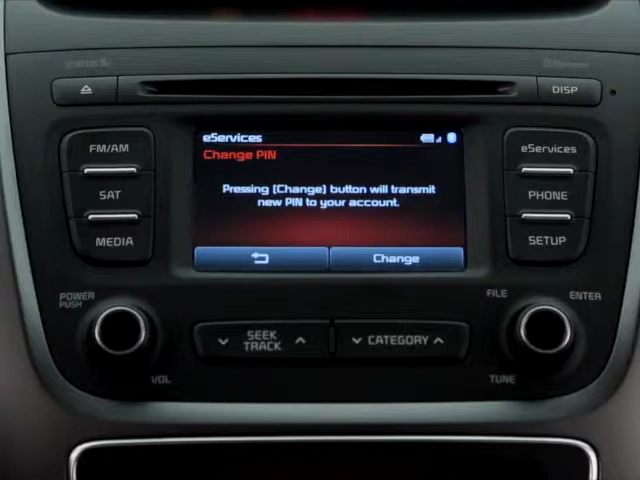 DISP
FM/AM
SAT
MEDIA
eServices
Change PIN
Pressing [Change] button will transmit
new PIN to your account.
Change
eServices
PHONE
SETUP
POWER
PUSH
VOL
SEEK
TRACK
CATEGORY
FILE
ENTER
TUNE